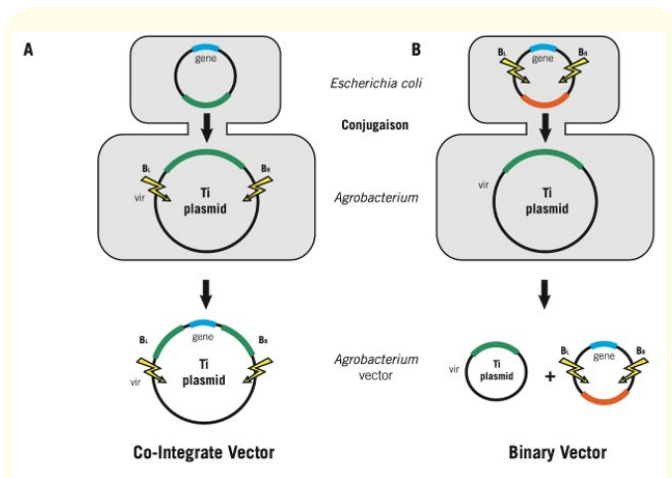 A
gene
Escherichia coli
Conjugaison
BL
BR
vir
Ti
plasmid
Agrobacterium
BL
BR
gene
vir
Ti
plasmid
Agrobacterium
vector
Co-Integrate Vector
B
BL
BR
gene
vir
Ti
plasmid
vir
Ti
plasmid
+
BL
BR
gene
Binary Vector